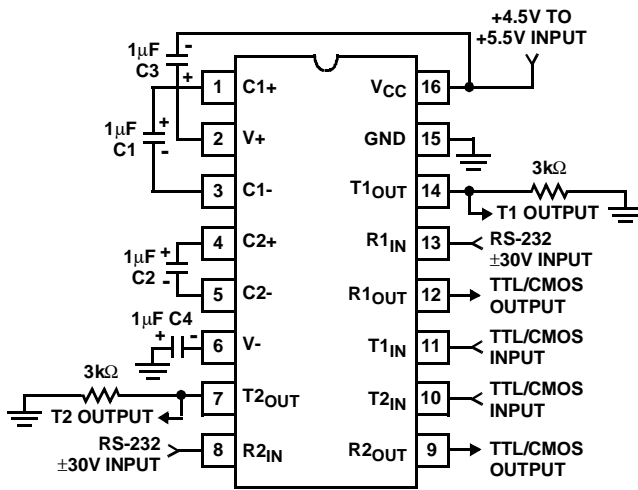 +4.5V TO
+5.5V INPUT
1μF
C3
-
+
1
C1+
VCC
16
1μF
C1
+
-
2
V+
GND
15
3
C1-
T1OUT
14
3kΩ
T1 OUTPUT
4
C2+
R1IN
13
RS-232
±30V INPUT
1μF
C2
+
-
5
C2-
R1OUT
12
TTL/CMOS
OUTPUT
1μF C4
+
-
6
V-
T1IN
11
TTL/CMOS
INPUT
3kΩ
T2 OUTPUT
7
T2OUT
T2IN
10
TTL/CMOS
INPUT
RS-232
±30V INPUT
8
R2IN
R2OUT
9
TTL/CMOS
OUTPUT